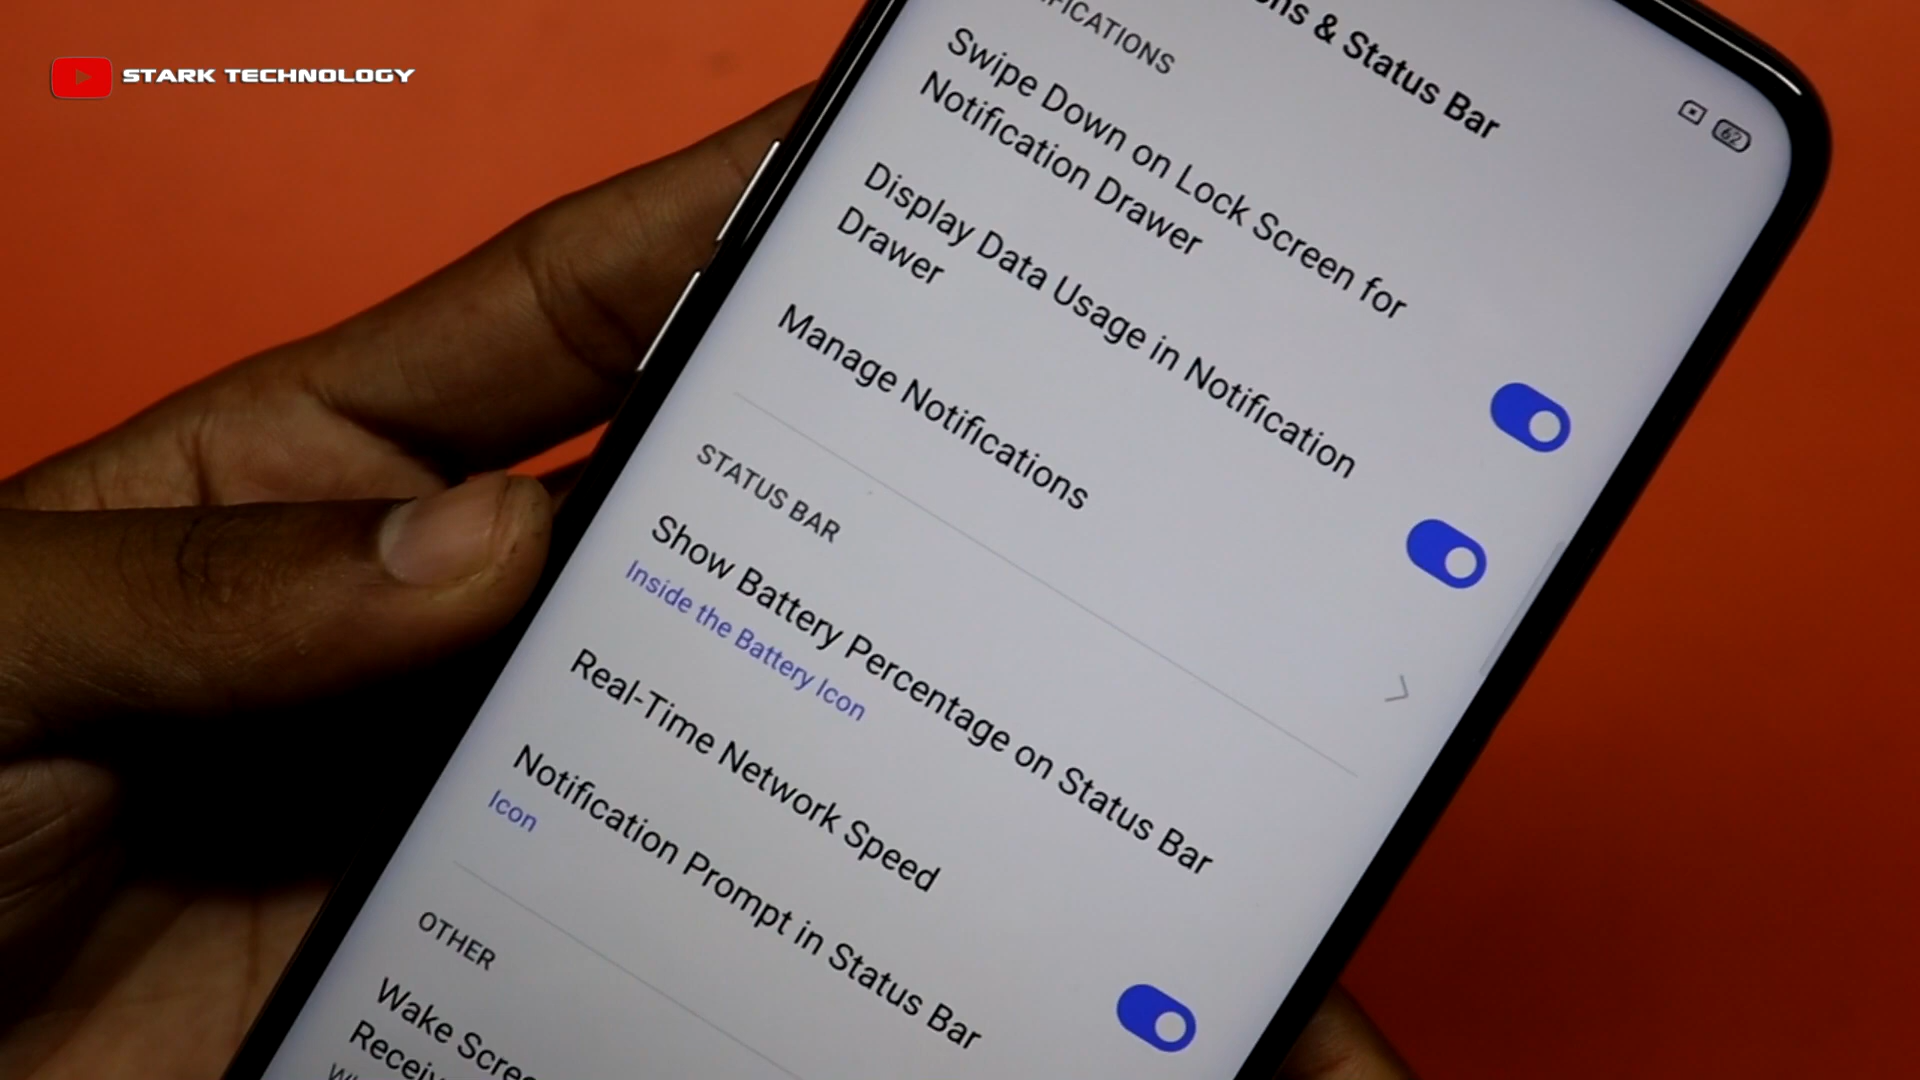 STARK TECHNOLOGY
& Status Bar
62
Swipe Down on Lock Screen for
Notification Drawer
Display Data Usage in Notification
Drawer
Manage Notifications
STATUS BAR
Show Battery Percentage on Status Bar
Inside the Battery Icon
Real-Time Network Speed
Notification Prompt in Status Bar
Icon
OTHER
Wake